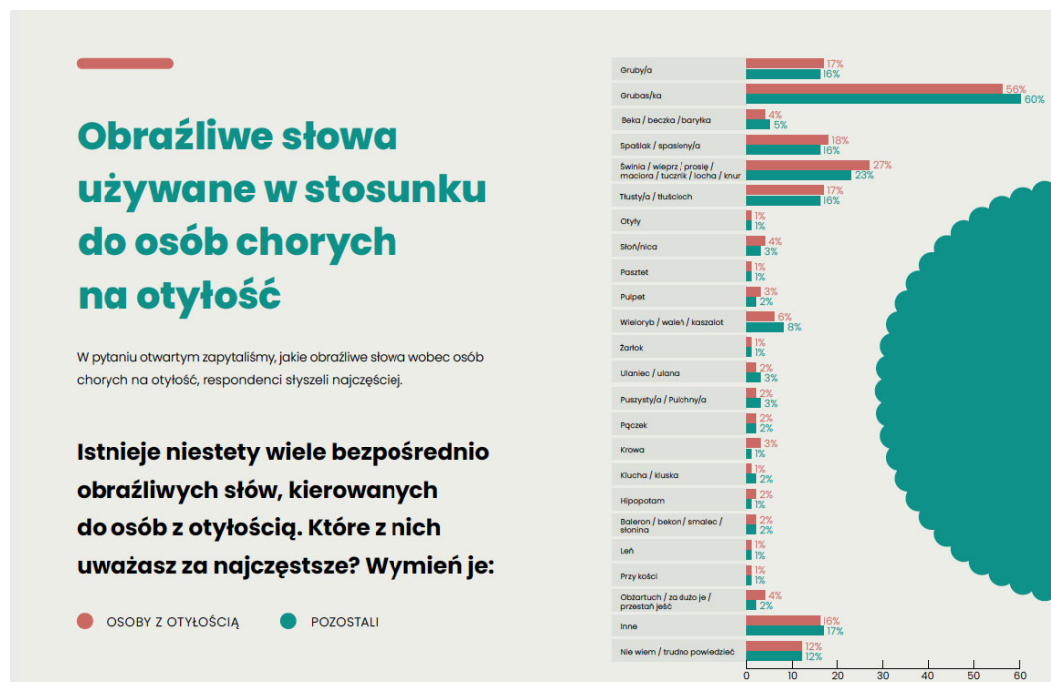 Obraźliwe słowa
używane w stosunku
do osób chorych
na otyłość
W pytaniu otwartym zapytaliśmy, jakie obraźliwe słowa wobec osób
chorych na otyłość, respondenci słyszeli najczęściej.
Istnieje niestety wiele bezpośrednio
obraźliwych słów, kierowanych
do osób z otyłością. Które z nich
uważasz za najczęstsze? Wymień je:
OSOBY Z OTYŁOŚCIĄ
POZOSTALI
Gruby/a
17%
16%
Grubas/ka
56%
60%
Beka / beczka / baryłka
4%
5%
Spaślak / spasiony/a
18%
16%
Świnia / wieprz / prosię /
maciora / tucznik / locha / knur
27%
23%
Tłusty/a / tłuścioch
17%
16%
Otyły
1%
1%
Słoń/nica
4%
3%
Pasztet
1%
1%
Pulpet
3%
2%
Wieloryb / waleń / kaszalot
6%
8%
Żarłok
1%
1%
Ulaniec / ulana
2%
3%
Puszysty/a / Pulchny/a
2%
3%
Pączek
2%
2%
Krowa
3%
1%
Klucha / kluska
1%
2%
Hipopotam
2%
1%
Baleron / bekon / smalec /
słonina
2%
2%
Leń
1%
1%
Przy kości
1%
1%
Obżartuch / za dużo je /
przestań jeść
4%
2%
Inne
16%
17%
Nie wiem / trudno powiedzieć
12%
12%
0 10 20 30 40 50 60